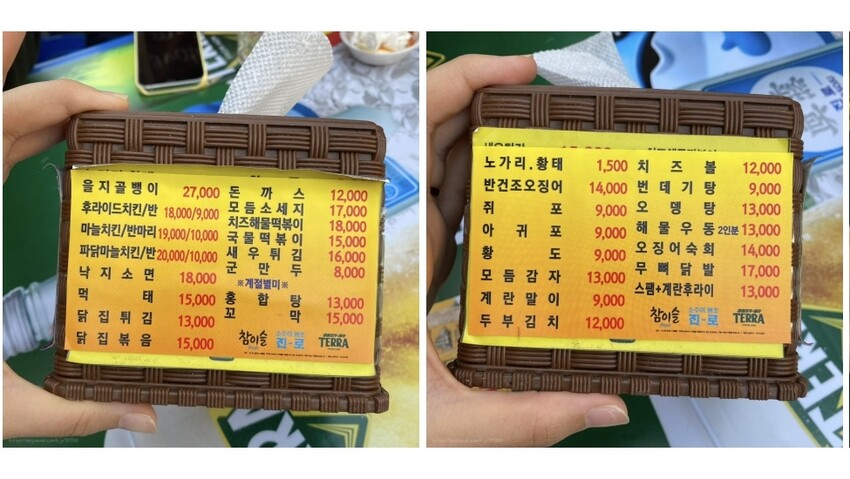 을지골뱅이 27,000
후라이드치킨/반 18,000/9,000
마늘치킨/반마리 19,000/10,000
파닭마늘치킨/반 20,000/10,000
낙지소면 18,000
먹태 15,000
닭집튀김 13,000
닭집볶음 15,000
돈까스 12,000
모듬소세지 17,000
치즈해물떡볶이 18,000
국물떡볶이 15,000
새우튀김 16,000
군만두 8,000
※계절별미※
홍합탕 13,000
꼬막 15,000
참이슬
소주의 원조
진-로
TERRA
노가리.황태 1,500
반건조오징어 14,000
쥐포 9,000
아귀포 9,000
황도 9,000
모듬감자 13,000
계란말이 9,000
두부김치 12,000
치즈볼 12,000
번데기탕 9,000
오뎅탕 13,000
해물우동 2인분 13,000
오징어숙회 14,000
무뼈닭발 17,000
스팸+계란후라이 13,000
참이슬
소주의 원조
진-로
TERRA